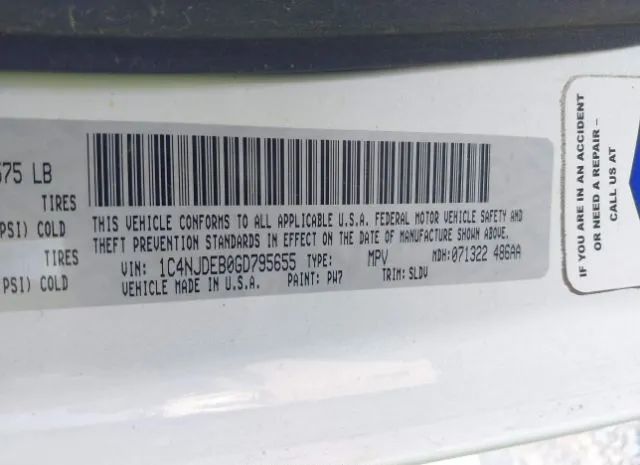 575 LB
TIRES
PSI) COLD
PSI) COLD
THIS VEHICLE CONFORMS TO ALL APPLICABLE U.S.A. FEDERAL MOTOR VEHICLE SAFETY AND
THEFT PREVENTION STANDARDS IN EFFECT ON THE DATE OF MANUFACTURE SHOWN ABOVE.
VIN: 1C4NJDEB0GD795655 TYPE: MPV MDH:071322 486AA
VEHICLE MADE IN U.S.A. PAINT: PW7 TRIM: SLDV
IF YOU ARE IN AN ACCIDENT
OR NEED A REPAIR –
CALL US AT